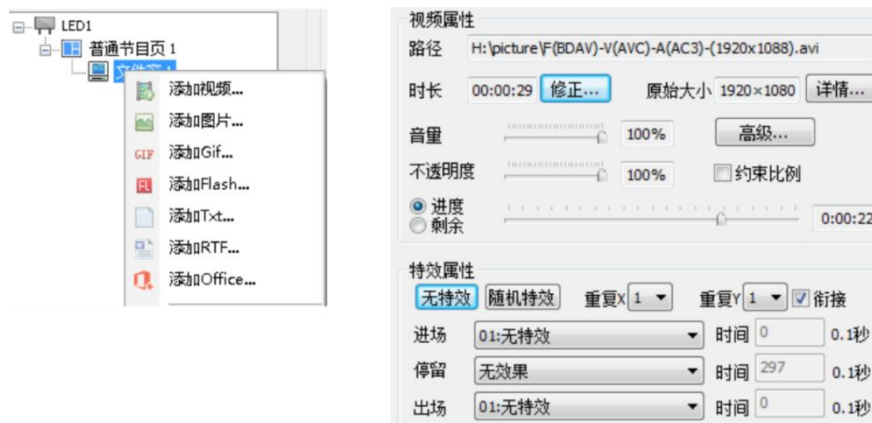 LED1
普通节目页 1
文件窗 1
添加视频...
添加图片...
添加Gif...
添加Flash...
添加Txt...
添加RTF...
添加Office...
GIF
FL
视频属性
路径 H:\picture\F(BDAV)-V(AVC)-A(AC3)-(1920x1088).avi
时长 00:00:29 修正... 原始大小 1920×1080 详情...
音量 100% 高级...
不透明度 100% 约束比例
进度
剩余
0:00:22
特效属性
无特效 随机特效 重复X 1 重复Y 1 衔接
进场 01:无特效 时间 0 0.1秒
停留 无效果 时间 297 0.1秒
出场 01:无特效 时间 0 0.1秒